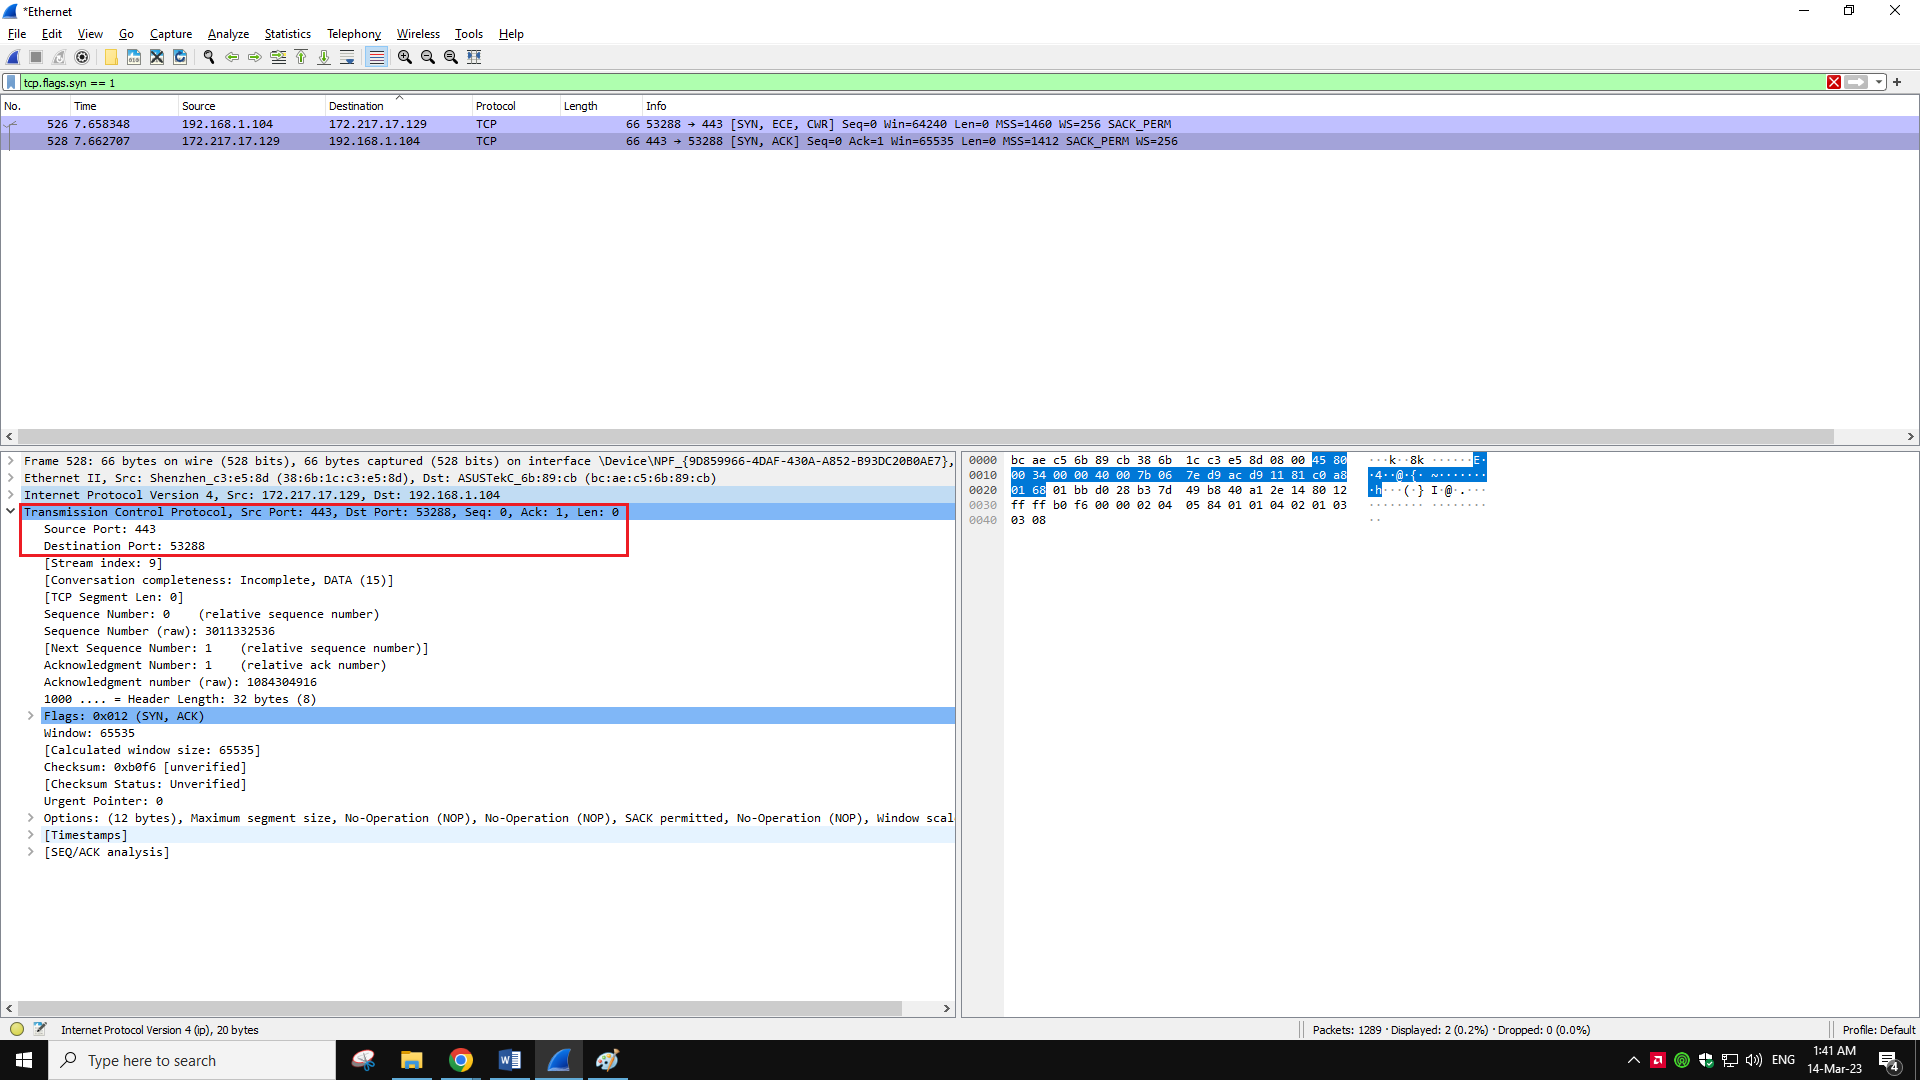 *Ethernet
File Edit View Go Capture Analyze Statistics Telephony Wireless Tools Help
tcp.flags.syn == 1
No. Time Source Destination Protocol Length Info
526 7.658348 192.168.1.104 172.217.17.129 TCP 66 53288 → 443 [SYN, ECE, CWR] Seq=0 Win=64240 Len=0 MSS=1460 WS=256 SACK_PERM
528 7.662707 172.217.17.129 192.168.1.104 TCP 66 443 → 53288 [SYN, ACK] Seq=0 Ack=1 Win=65535 Len=0 MSS=1412 SACK_PERM WS=256
Frame 528: 66 bytes on wire (528 bits), 66 bytes captured (528 bits) on interface \Device\NPF_{9D859966-4DAF-430A-A852-B93DC20B0AE7},
Ethernet II, Src: Shenzhen_c3:e5:8d (38:6b:1c:c3:e5:8d), Dst: ASUSTekC_6b:89:cb (bc:ae:c5:6b:89:cb)
Internet Protocol Version 4, Src: 172.217.17.129, Dst: 192.168.1.104
Transmission Control Protocol, Src Port: 443, Dst Port: 53288, Seq: 0, Ack: 1, Len: 0
Source Port: 443
Destination Port: 53288
[Stream index: 9]
[Conversation completeness: Incomplete, DATA (15)]
[TCP Segment Len: 0]
Sequence Number: 0 (relative sequence number)
Sequence Number (raw): 3011332536
[Next Sequence Number: 1 (relative sequence number)]
Acknowledgment Number: 1 (relative ack number)
Acknowledgment number (raw): 1084304916
1000 .... = Header Length: 32 bytes (8)
Flags: 0x012 (SYN, ACK)
Window: 65535
[Calculated window size: 65535]
Checksum: 0xb0f6 [unverified]
[Checksum Status: Unverified]
Urgent Pointer: 0
Options: (12 bytes), Maximum segment size, No-Operation (NOP), No-Operation (NOP), SACK permitted, No-Operation (NOP), Window scal
[Timestamps]
[SEQ/ACK analysis]
0000 bc ae c5 6b 89 cb 38 6b 1c c3 e5 8d 08 00 45 80 ···k··8k ······E·
0010 00 34 00 00 40 00 7b 06 7e d9 ac d9 11 81 c0 a8 ·4··@·{· ~·······
0020 01 68 01 bb d0 28 b3 7d 49 b8 40 a1 2e 14 80 12 ·h···(·} I·@·.···
0030 ff ff b0 f6 00 00 02 04 05 84 01 01 04 02 01 03 ········ ········
0040 03 08 ··
Internet Protocol Version 4 (ip), 20 bytes
Packets: 1289 · Displayed: 2 (0.2%) · Dropped: 0 (0.0%)
Profile: Default
Type here to search
ENG
1:41 AM
14-Mar-23
4